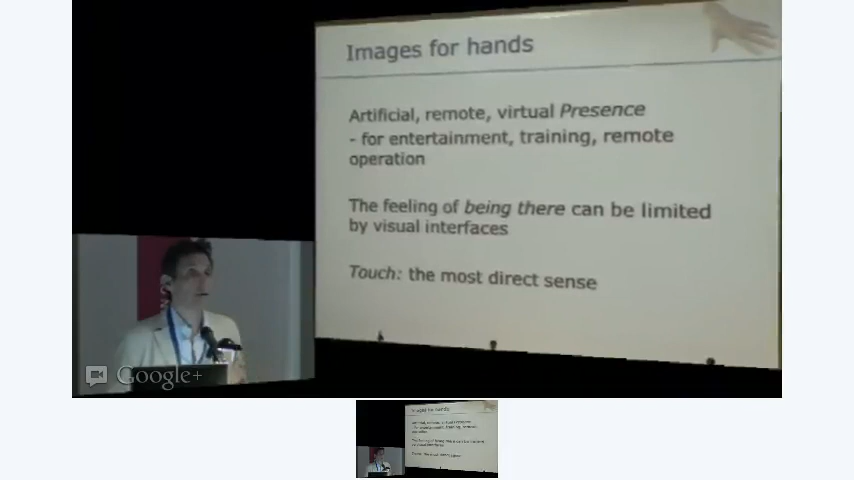 Images for hands
Artificial, remote, virtual Presence
- for entertainment, training, remote
operation
The feeling of being there can be limited
by visual interfaces
Touch: the most direct sense
Google+